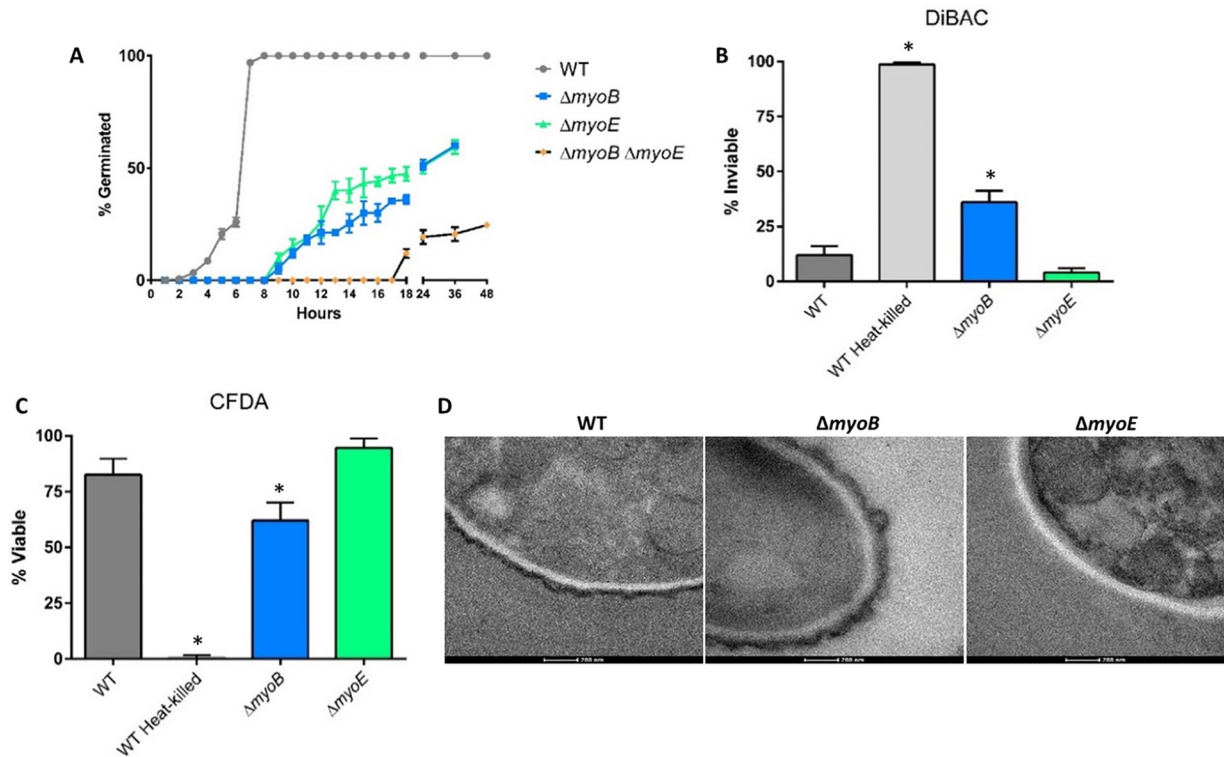 A
% Germinated
100
50
0
0 2 4 6 8 10 12 14 16 18 24 36 48
Hours
WT
ΔmyoB
ΔmyoE
ΔmyoB ΔmyoE
B
DiBAC
% Inviable
100
75
50
25
0
* *
WT
WT Heat-killed
ΔmyoB
ΔmyoE
C
CFDA
% Viable
100
75
50
25
0
* *
WT
WT Heat-killed
ΔmyoB
ΔmyoE
D
WT
ΔmyoB
ΔmyoE